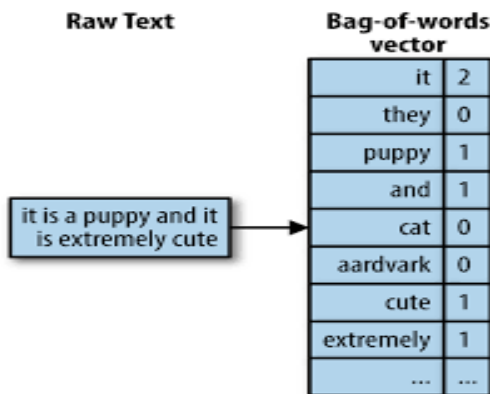 Raw Text
Bag-of-words
vector
it is a puppy and it
is extremely cute
it 2
they 0
puppy 1
and 1
cat 0
aardvark 0
cute 1
extremely 1
... ...